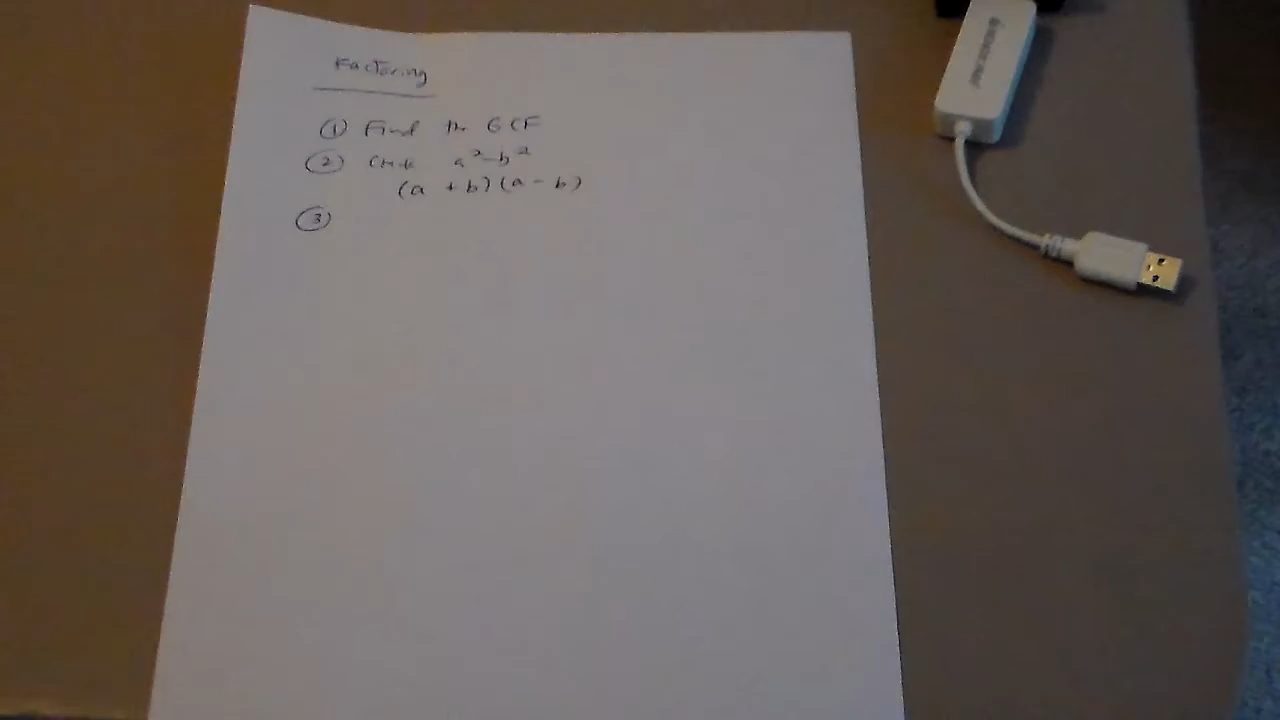 Factoring
① Find the GCF
② a²-b²
(a + b)(a - b)
③